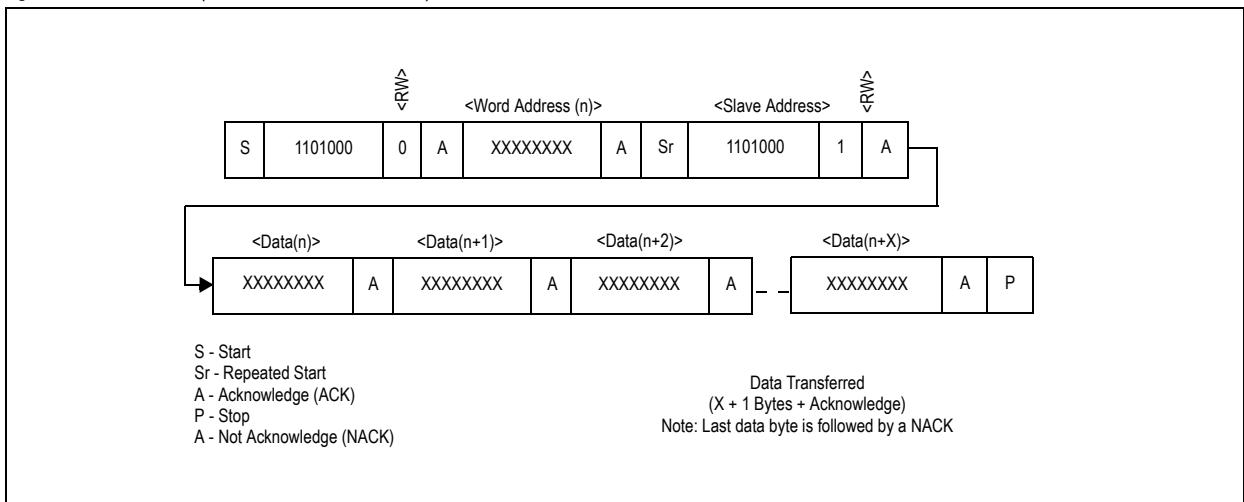 <RW> <Word Address (n)> <Slave Address> <RW>
S 1101000 0 A XXXXXXXX A Sr 1101000 1 A
<Data(n)> <Data(n+1)> <Data(n+2)> <Data(n+X)>
XXXXXXXX A XXXXXXXX A XXXXXXXX A XXXXXXXX A P
S - Start
Sr - Repeated Start
A - Acknowledge (ACK)
P - Stop
A - Not Acknowledge (NACK)
Data Transferred
(X + 1 Bytes + Acknowledge)
Note: Last data byte is followed by a NACK